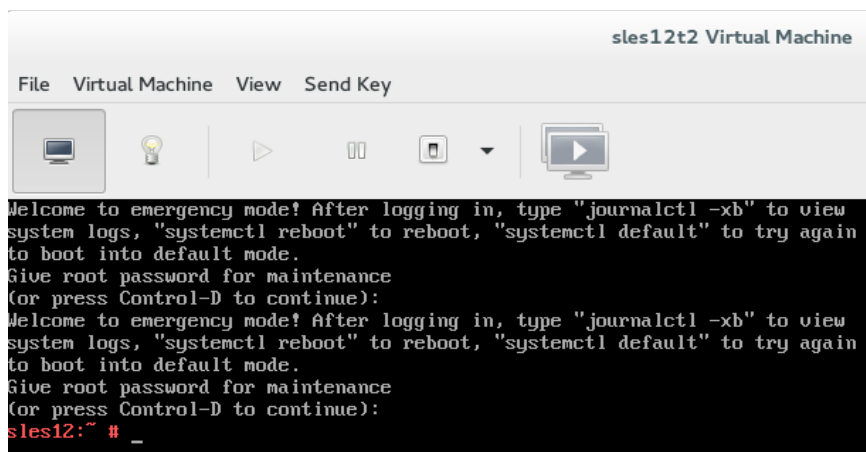 sles12t2 Virtual Machine
File Virtual Machine View Send Key
Welcome to emergency mode! After logging in, type "journalctl -xb" to view
system logs, "systemctl reboot" to reboot, "systemctl default" to try again
to boot into default mode.
Give root password for maintenance
(or press Control-D to continue):
Welcome to emergency mode! After logging in, type "journalctl -xb" to view
system logs, "systemctl reboot" to reboot, "systemctl default" to try again
to boot into default mode.
Give root password for maintenance
(or press Control-D to continue):
sles12:~ # _